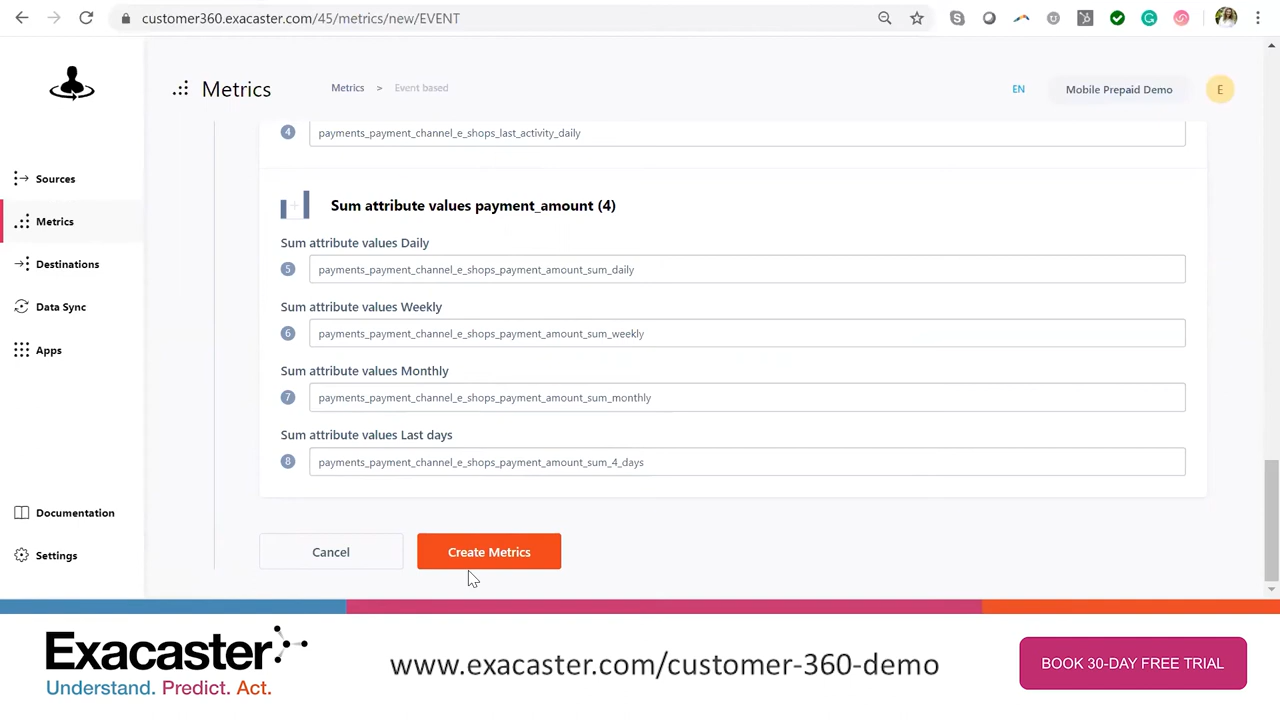 customer360.exacaster.com/45/metrics/new/EVENT
Metrics
Metrics > Event based
EN
Mobile Prepaid Demo
E
4
payments_payment_channel_e_shops_last_activity_daily
Sources
Metrics
Destinations
Data Sync
Apps
Documentation
Settings
Sum attribute values payment_amount (4)
Sum attribute values Daily
5
payments_payment_channel_e_shops_payment_amount_sum_daily
Sum attribute values Weekly
6
payments_payment_channel_e_shops_payment_amount_sum_weekly
Sum attribute values Monthly
7
payments_payment_channel_e_shops_payment_amount_sum_monthly
Sum attribute values Last days
8
payments_payment_channel_e_shops_payment_amount_sum_4_days
Cancel
Create Metrics
Exacaster
Understand. Predict. Act.
www.exacaster.com/customer-360-demo
BOOK 30-DAY FREE TRIAL